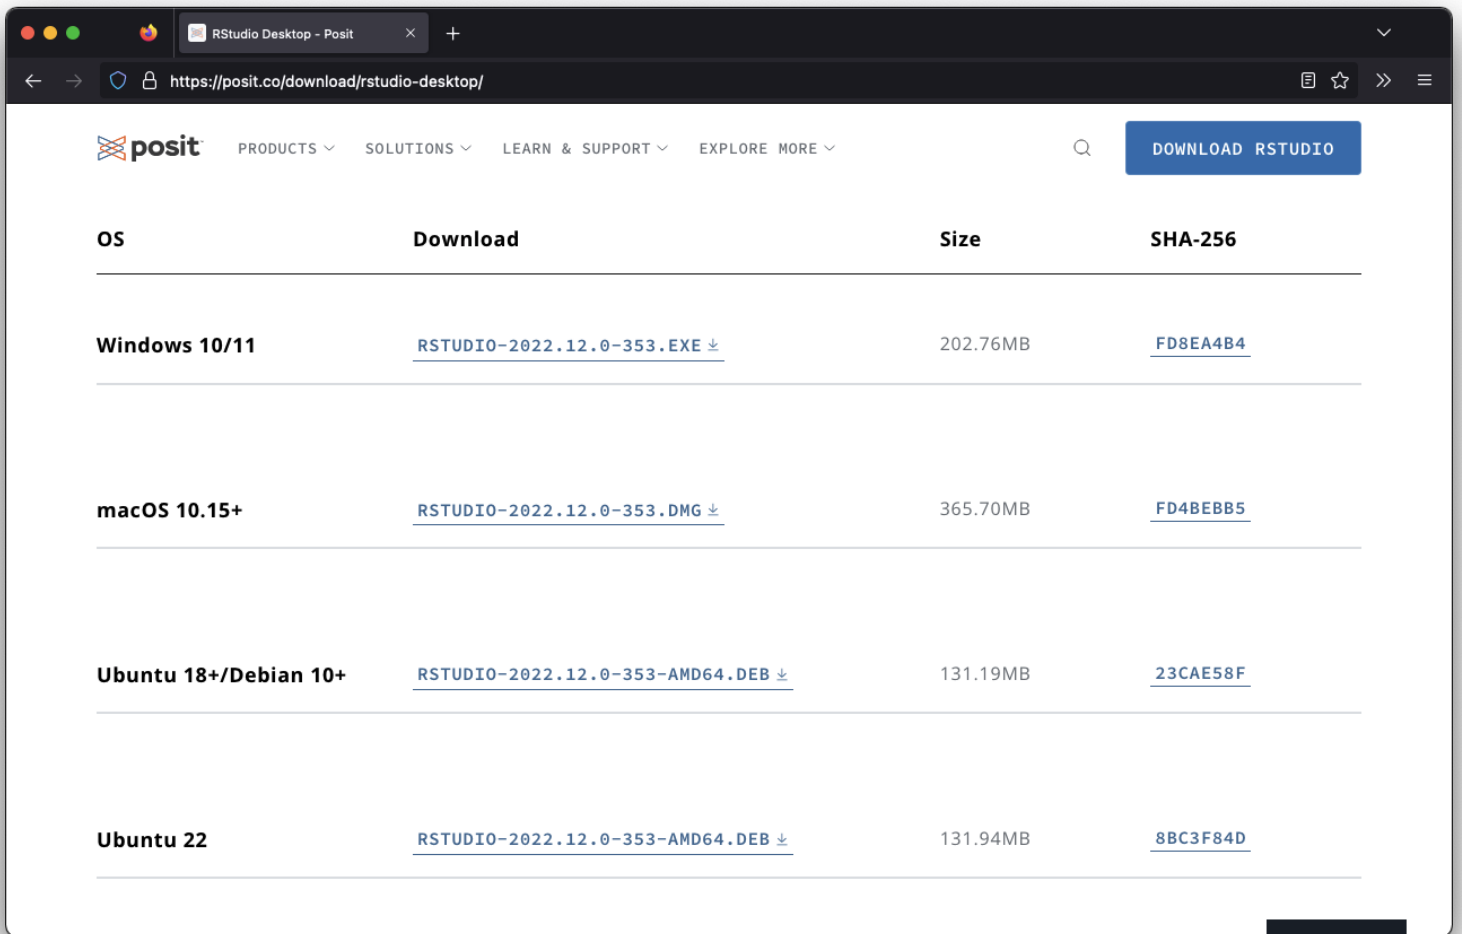 RStudio Desktop - Posit
https://posit.co/download/rstudio-desktop/
posit PRODUCTS SOLUTIONS LEARN & SUPPORT EXPLORE MORE DOWNLOAD RSTUDIO
OS Download Size SHA-256
Windows 10/11 RSTUDIO-2022.12.0-353.EXE 202.76MB FD8EA4B4
macOS 10.15+ RSTUDIO-2022.12.0-353.DMG 365.70MB FD4BEBB5
Ubuntu 18+/Debian 10+ RSTUDIO-2022.12.0-353-AMD64.DEB 131.19MB 23CAE58F
Ubuntu 22 RSTUDIO-2022.12.0-353-AMD64.DEB 131.94MB 8BC3F84D